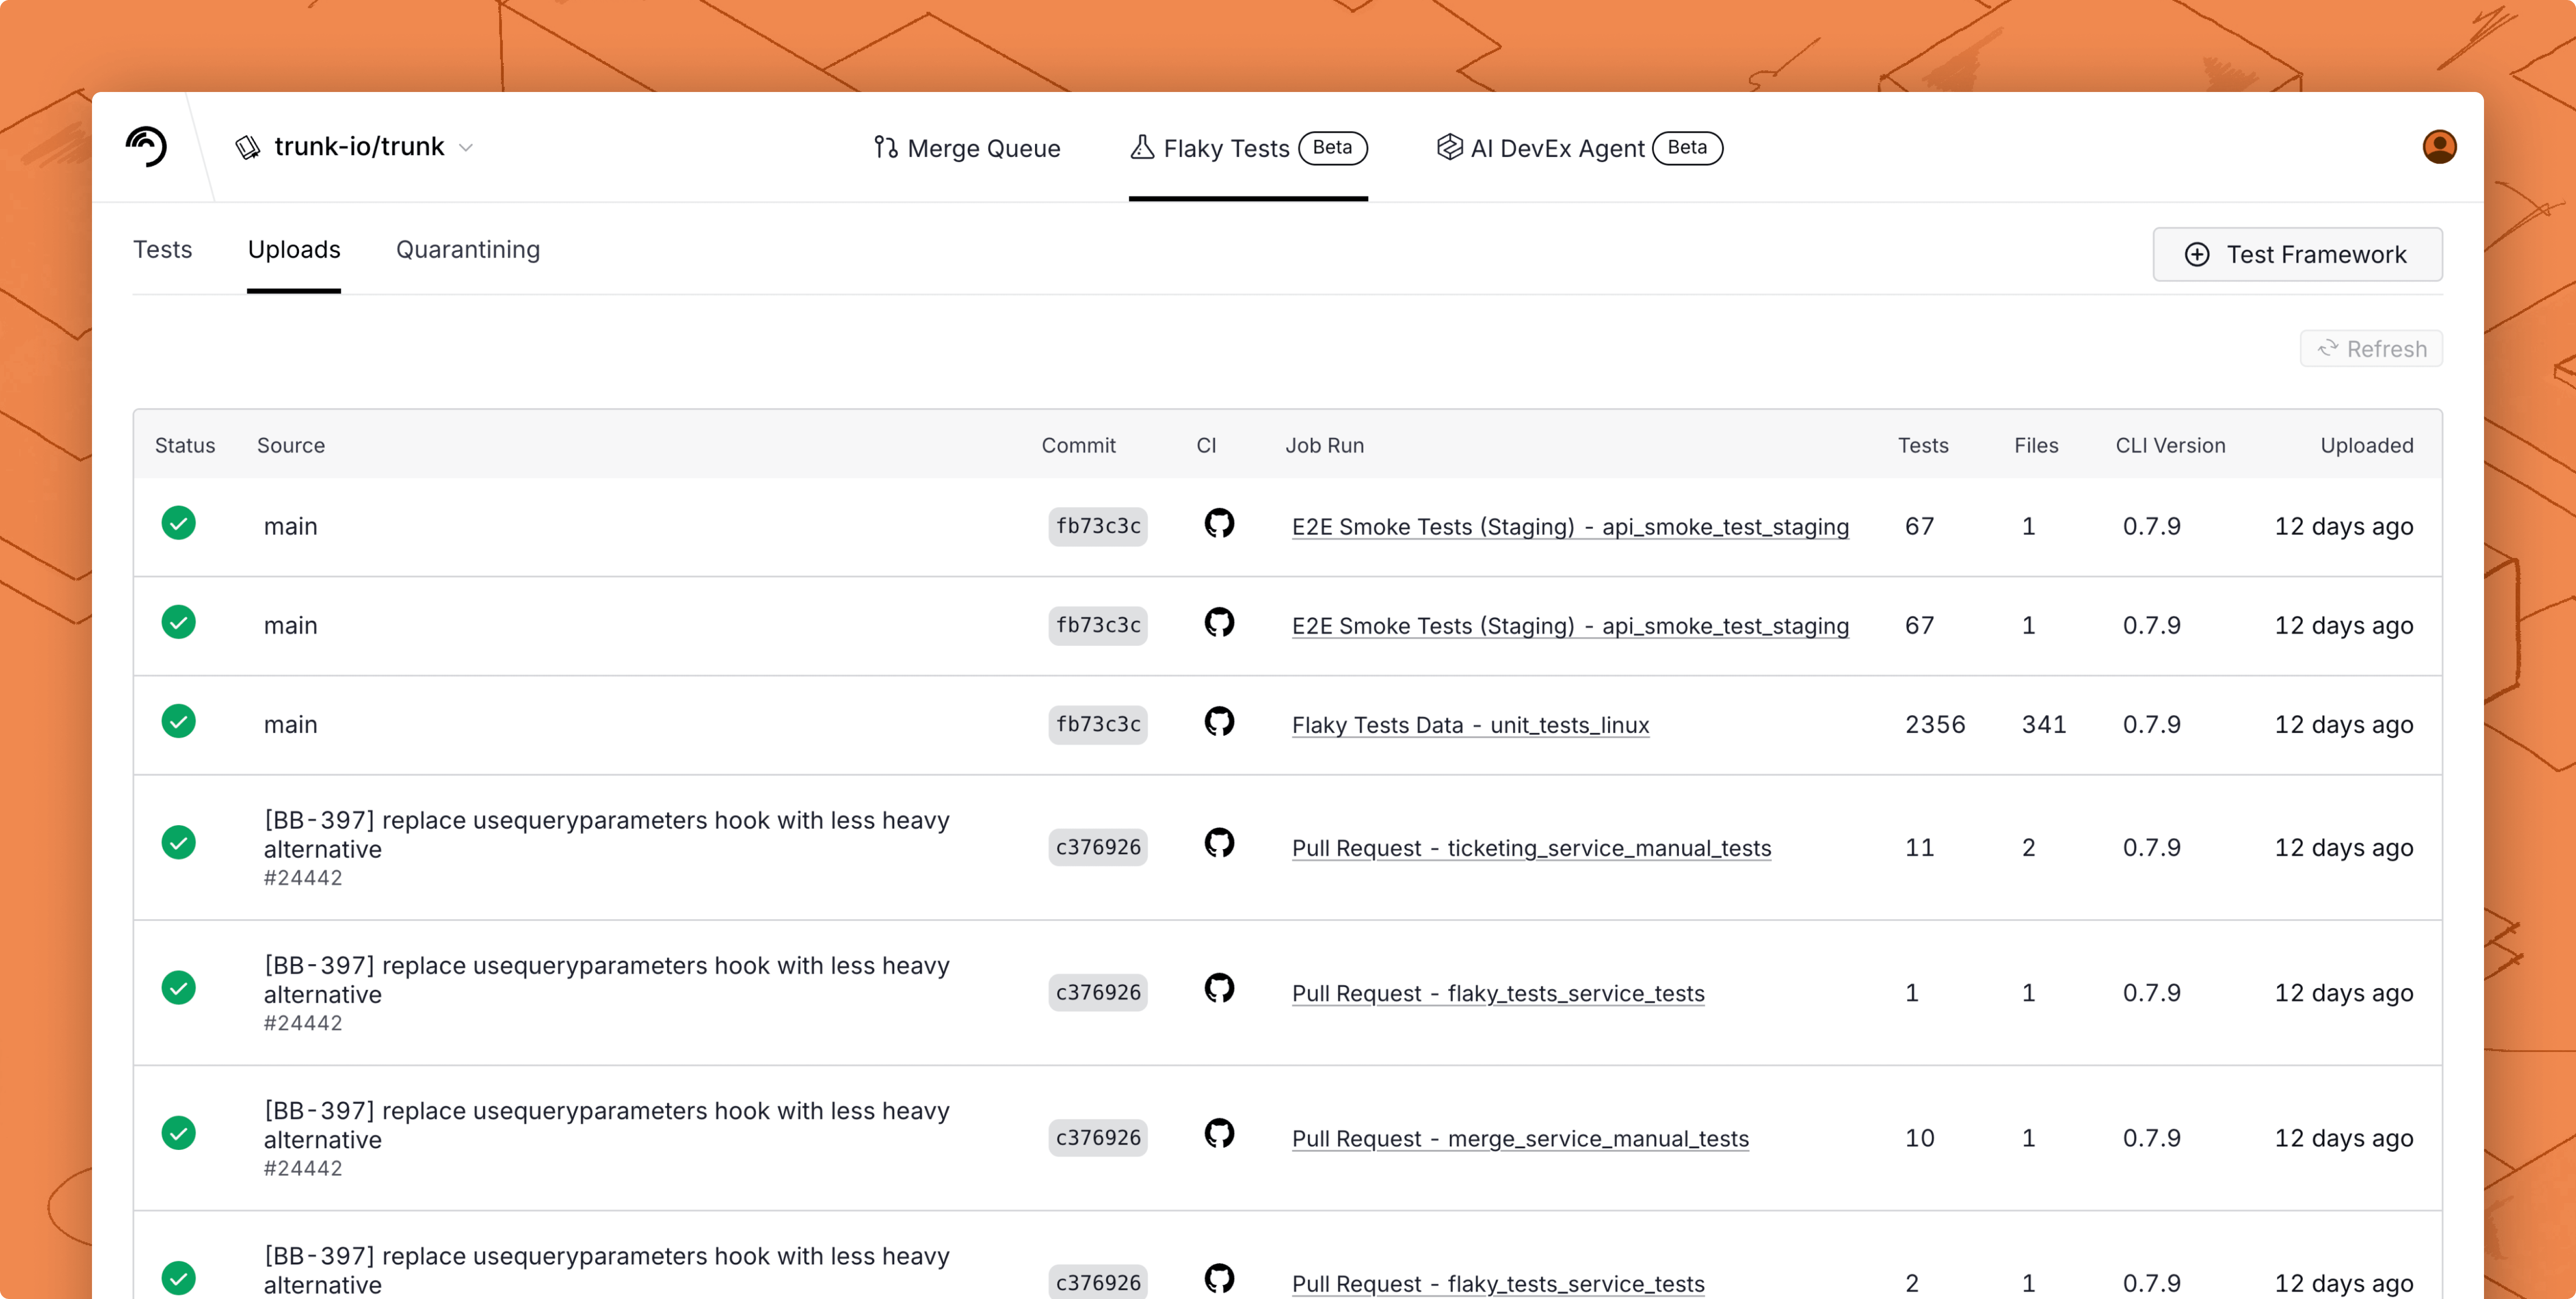 trunk-io/trunk
Merge Queue
Flaky Tests Beta
AI DevEx Agent Beta
Tests Uploads Quarantining
Test Framework
Refresh
Status Source Commit CI Job Run Tests Files CLI Version Uploaded
main fb73c3c E2E Smoke Tests (Staging) - api_smoke_test_staging 67 1 0.7.9 12 days ago
main fb73c3c E2E Smoke Tests (Staging) - api_smoke_test_staging 67 1 0.7.9 12 days ago
main fb73c3c Flaky Tests Data - unit_tests_linux 2356 341 0.7.9 12 days ago
[BB-397] replace usequeryparameters hook with less heavy
alternative
#24442
c376926 Pull Request - ticketing_service_manual_tests 11 2 0.7.9 12 days ago
[BB-397] replace usequeryparameters hook with less heavy
alternative
#24442
c376926 Pull Request - flaky_tests_service_tests 1 1 0.7.9 12 days ago
[BB-397] replace usequeryparameters hook with less heavy
alternative
#24442
c376926 Pull Request - merge_service_manual_tests 10 1 0.7.9 12 days ago
[BB-397] replace usequeryparameters hook with less heavy
alternative
c376926 Pull Request - flaky_tests_service_tests 2 1 0.7.9 12 days ago